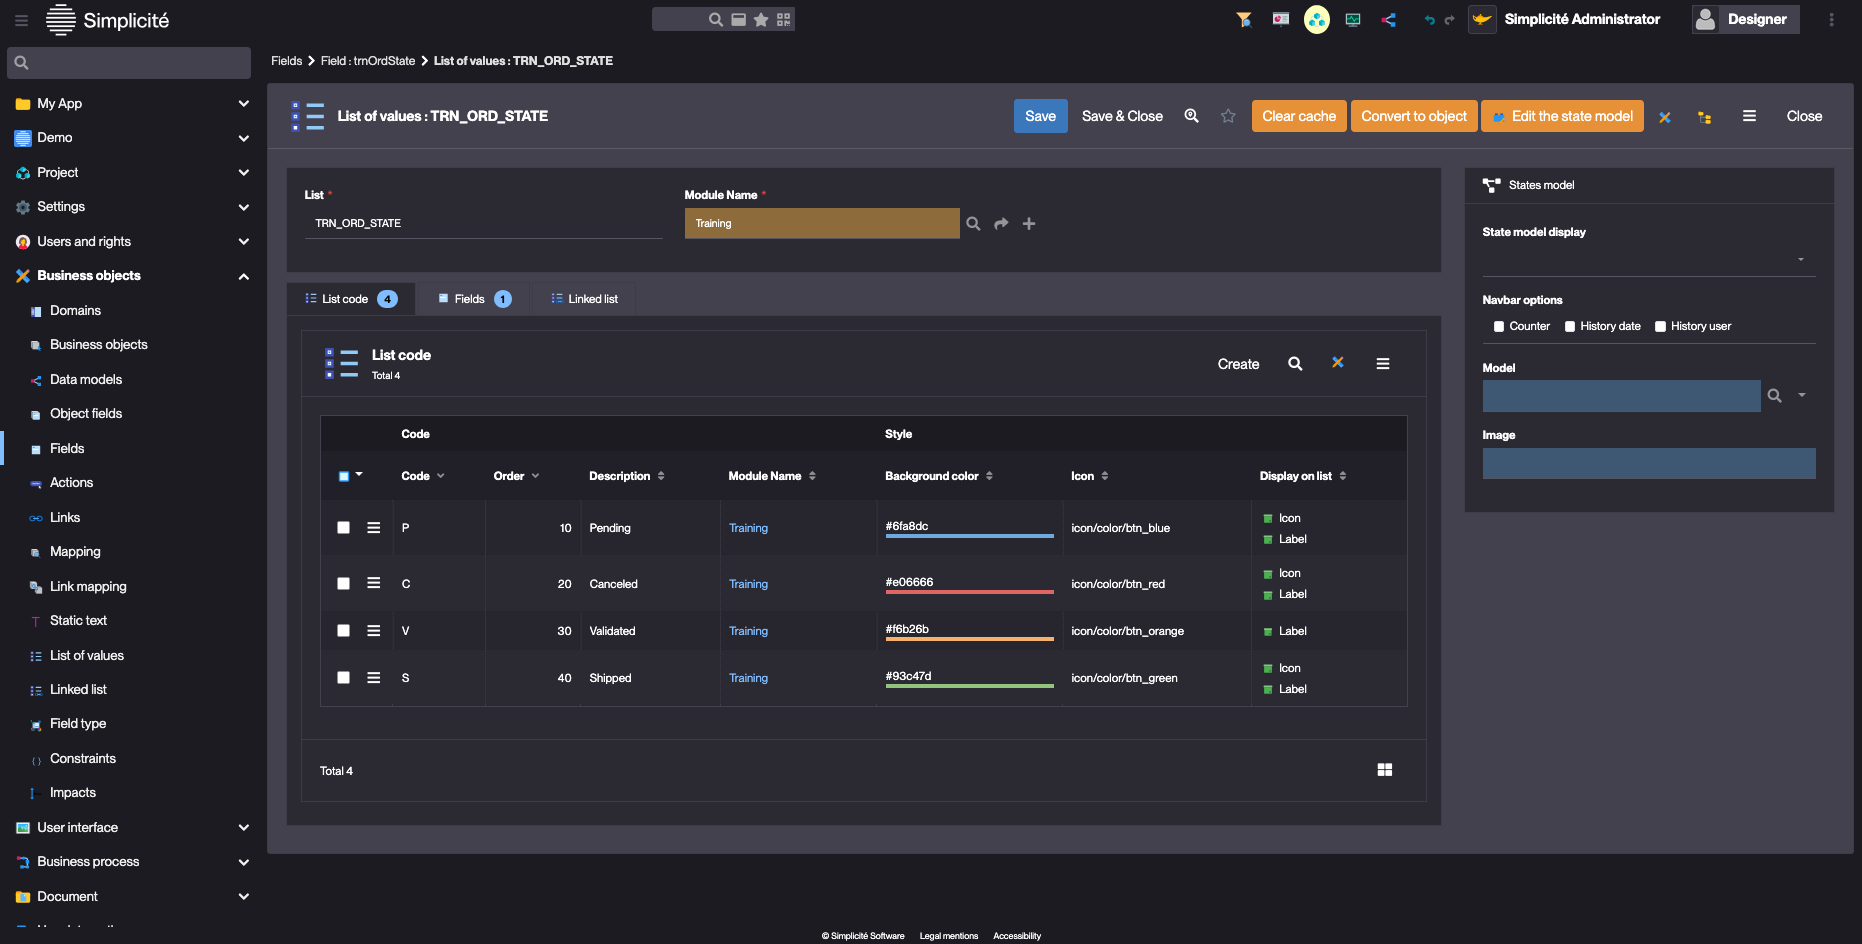 Simplicité
Simplicité Administrator
Designer
Fields
Field : trnOrdState
List of values : TRN_ORD_STATE
My App
Demo
Project
Settings
Users and rights
Business objects
Domains
Business objects
Data models
Object fields
Fields
Actions
Links
Mapping
Link mapping
Static text
List of values
Linked list
Field type
Constraints
Impacts
User interface
Business process
Document
List of values : TRN_ORD_STATE
Save
Save & Close
Clear cache
Convert to object
Edit the state model
Close
List *
Module Name *
TRN_ORD_STATE
Training
List code 4
Fields 1
Linked list
List code
Total 4
Create
Code Style
Code Order Description Module Name Background color Icon Display on list
P 10 Pending Training #6fa8dc icon/color/btn_blue Icon
Label
C 20 Canceled Training #e06666 icon/color/btn_red Icon
Label
V 30 Validated Training #f6b26b icon/color/btn_orange Label
S 40 Shipped Training #93c47d icon/color/btn_green Icon
Label
Total 4
States model
State model display
Navbar options
Counter History date History user
Model
Image
© Simplicité Software Legal mentions Accessibility